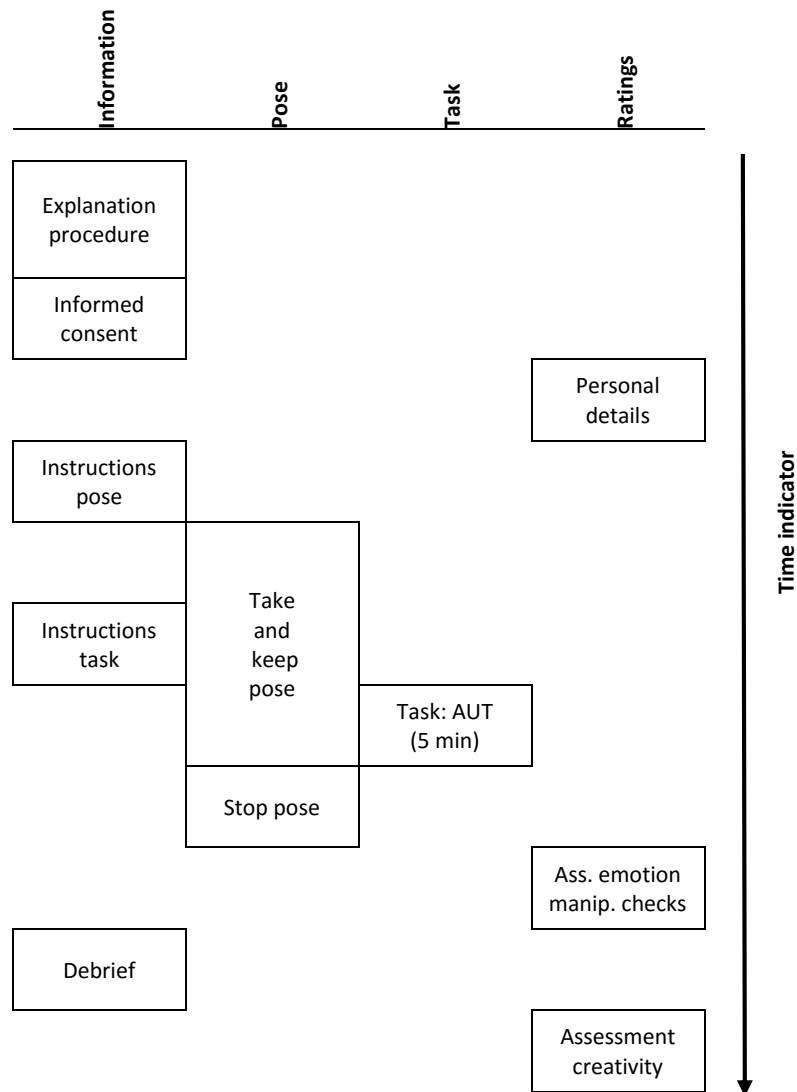 Information
Pose
Task
Ratings
Explanation
procedure
Informed
consent
Personal
details
Instructions
pose
Take
and
keep
pose
Instructions
task
Task: AUT
(5 min)
Stop pose
Ass. emotion
manip. checks
Debrief
Assessment
creativity
Time indicator